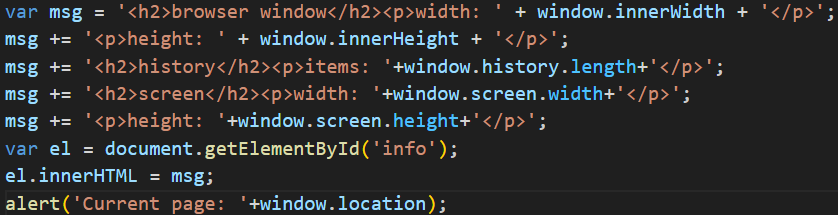 var msg = '<h2>browser window</h2><p>width: ' + window.innerWidth + '</p>';
msg += '<p>height: ' + window.innerHeight + '</p>';
msg += '<h2>history</h2><p>items: '+window.history.length+'</p>';
msg += '<h2>screen</h2><p>width: '+window.screen.width+'</p>';
msg += '<p>height: '+window.screen.height+'</p>';
var el = document.getElementById('info');
el.innerHTML = msg;
alert('Current page: '+window.location);